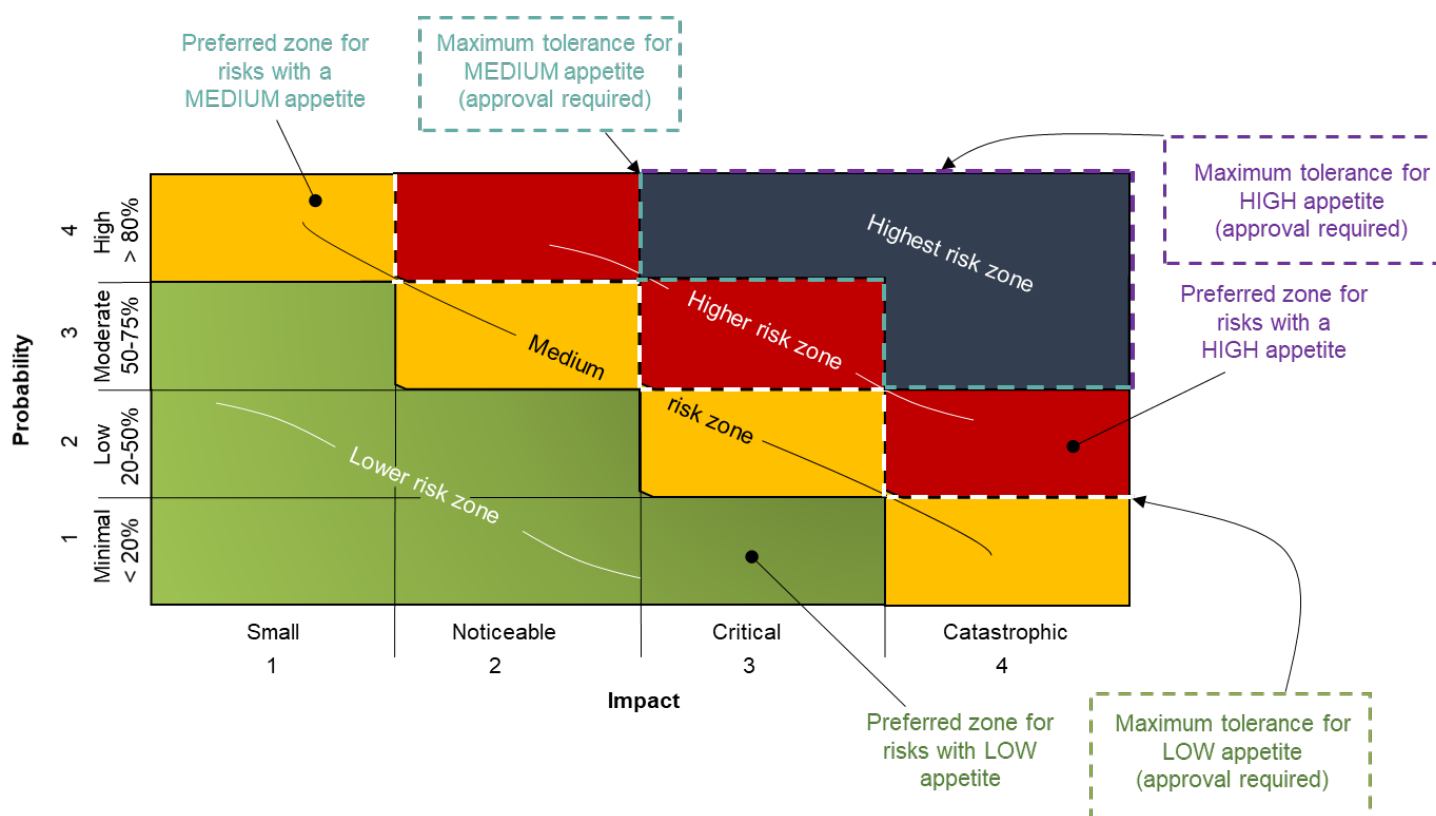 Preferred zone for
risks with a
MEDIUM appetite
Maximum tolerance for
MEDIUM appetite
(approval required)
Maximum tolerance for
HIGH appetite
(approval required)
Preferred zone for
risks with a
HIGH appetite
Highest risk zone
Higher risk zone
Medium
risk zone
Lower risk zone
Probability
4
High
> 80%
3
Moderate
50-75%
2
Low
20-50%
1
Minimal
< 20%
Small
1
Noticeable
2
Critical
3
Catastrophic
4
Impact
Preferred zone for
risks with LOW
appetite
Maximum tolerance for
LOW appetite
(approval required)